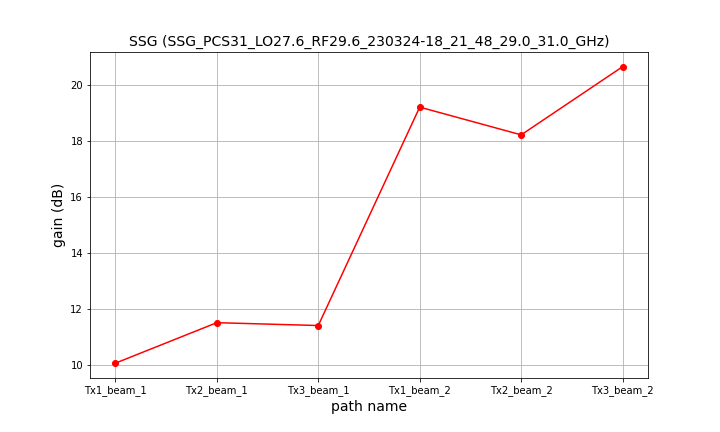 SSG (SSG_PCS31_LO27.6_RF29.6_230324-18_21_48_29.0_31.0_GHz)
gain (dB)
20
18
16
14
12
10
Tx1_beam_1 Tx2_beam_1 Tx3_beam_1 Tx1_beam_2 Tx2_beam_2 Tx3_beam_2
path name